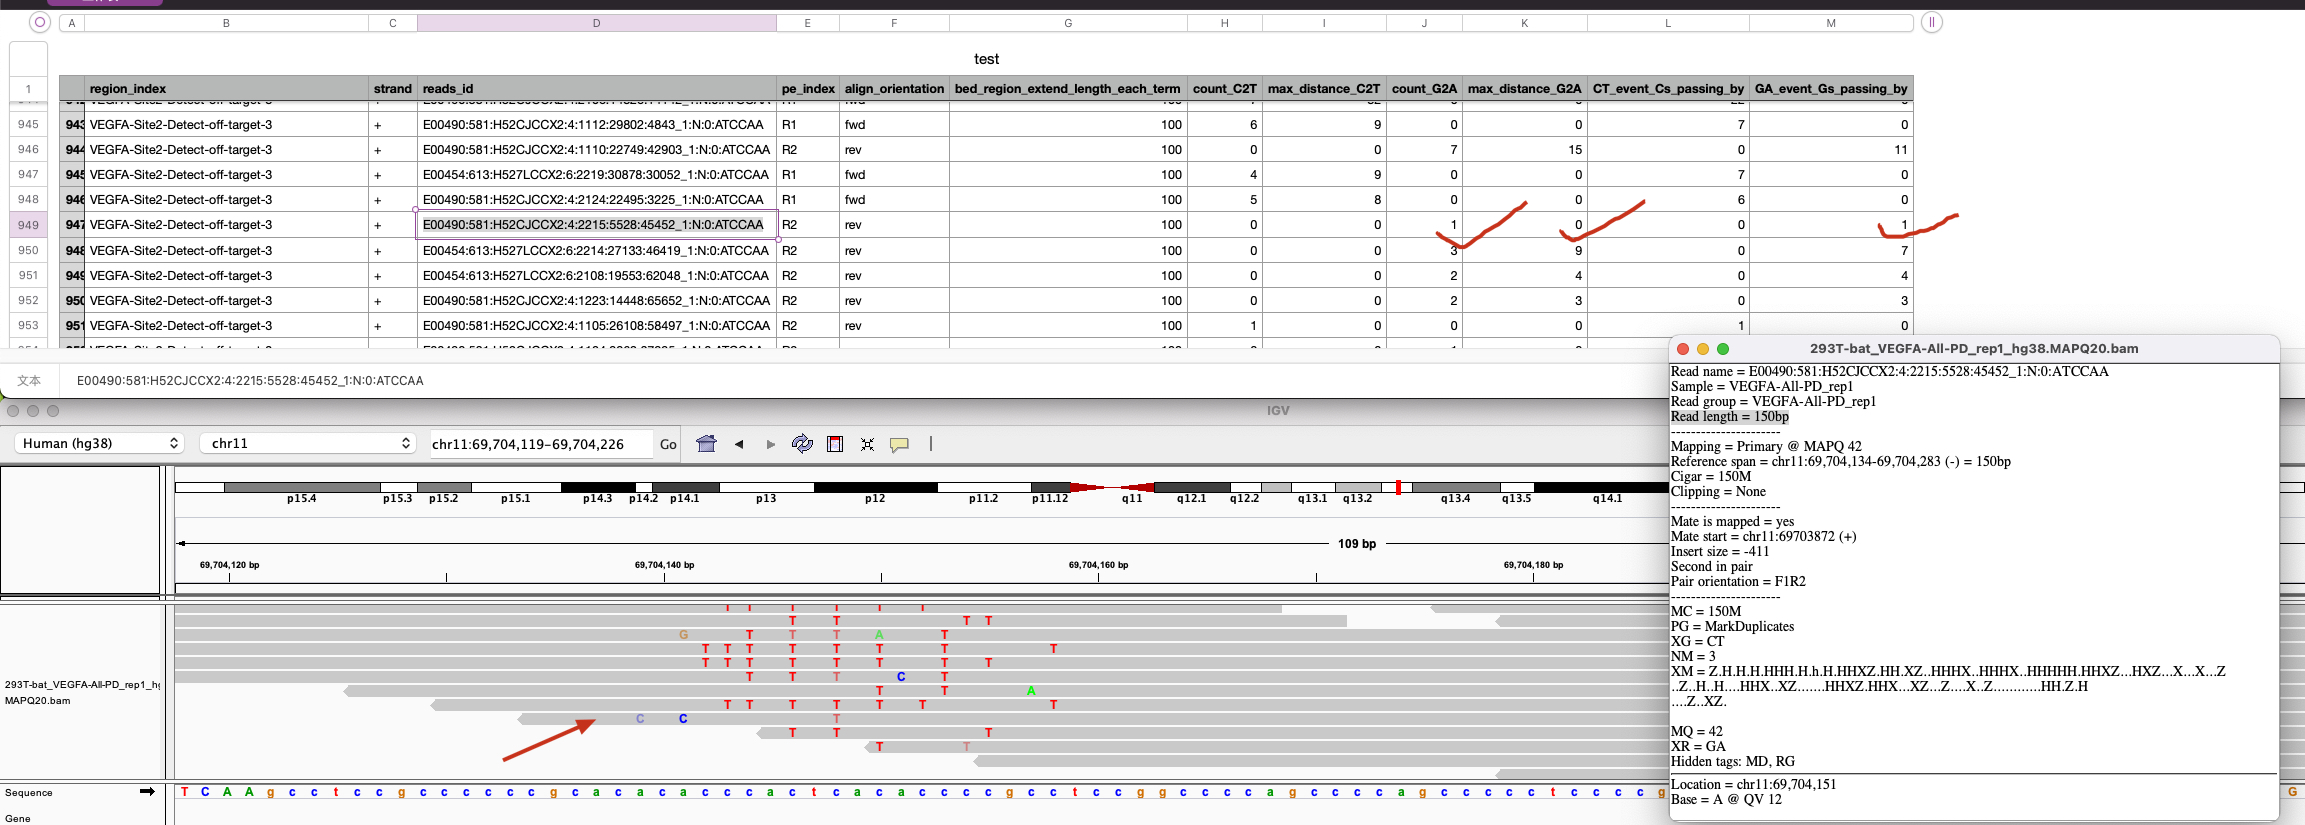 A B C D E F G H I J K L M
test
1 region_index strand reads_id pe_index align_orientation bed_region_extend_length_each_term count_C2T max_distance_C2T count_G2A max_distance_G2A CT_event_Cs_passing_by GA_event_Gs_passing_by
945 943 VEGFA-Site2-Detect-off-target-3 + E00490:581:H52CJCCX2:4:1112:29802:4843_1:N:0:ATCCAA R1 fwd 100 6 9 0 0 7 0
946 944 VEGFA-Site2-Detect-off-target-3 + E00490:581:H52CJCCX2:4:1110:22749:42903_1:N:0:ATCCAA R2 rev 100 0 0 7 15 0 11
947 945 VEGFA-Site2-Detect-off-target-3 + E00454:613:H527LCCX2:6:2219:30878:30052_1:N:0:ATCCAA R1 fwd 100 4 9 0 0 7 0
948 946 VEGFA-Site2-Detect-off-target-3 + E00490:581:H52CJCCX2:4:2124:22495:3225_1:N:0:ATCCAA R1 fwd 100 5 8 0 0 6 0
949 947 VEGFA-Site2-Detect-off-target-3 + E00490:581:H52CJCCX2:4:2215:5528:45452_1:N:0:ATCCAA R2 rev 100 0 0 1 0 0 1
950 948 VEGFA-Site2-Detect-off-target-3 + E00454:613:H527LCCX2:6:2214:27133:46419_1:N:0:ATCCAA R2 rev 100 0 0 3 9 0 7
951 949 VEGFA-Site2-Detect-off-target-3 + E00454:613:H527LCCX2:6:2108:19553:62048_1:N:0:ATCCAA R2 rev 100 0 0 2 4 0 4
952 950 VEGFA-Site2-Detect-off-target-3 + E00490:581:H52CJCCX2:4:1223:14448:65652_1:N:0:ATCCAA R2 rev 100 0 0 2 3 0 3
953 951 VEGFA-Site2-Detect-off-target-3 + E00490:581:H52CJCCX2:4:1105:26108:58497_1:N:0:ATCCAA R2 rev 100 1 0 0 0 1 0
文本 E00490:581:H52CJCCX2:4:2215:5528:45452_1:N:0:ATCCAA
IGV
Human (hg38) chr11 chr11:69,704,119-69,704,226 Go
p15.4 p15.3 p15.2 p15.1 p14.3 p14.2 p14.1 p13 p12 p11.2 p11.12 q11 q12.1 q12.2 q13.1 q13.2 q13.4 q13.5 q14.1
109 bp
69,704,120 bp 69,704,140 bp 69,704,160 bp 69,704,180 bp
T T T T T T
T T T T
G T T T A T
T T T T T T T T
T T T T T T T T
T T T C T
T T A
T T T T T T T
C C T
T T T
T T
293T-bat_VEGFA-All-PD_rep1_hg
MAPQ20.bam
Sequence T C A A g c c t c c g c c c c c c g c a c a c a c c c a c t c a c a c c c g c c t c c g g c c c c a g c c c c a g c c c c c t c c c c g G
Gene
293T-bat_VEGFA-All-PD_rep1_hg38.MAPQ20.bam
Read name = E00490:581:H52CJCCX2:4:2215:5528:45452_1:N:0:ATCCAA
Sample = VEGFA-All-PD_rep1
Read group = VEGFA-All-PD_rep1
Read length = 150bp
----------------------
Mapping = Primary @ MAPQ 42
Reference span = chr11:69,704,134-69,704,283 (-) = 150bp
Cigar = 150M
Clipping = None
----------------------
Mate is mapped = yes
Mate start = chr11:69703872 (+)
Insert size = -411
Second in pair
Pair orientation = F1R2
----------------------
MC = 150M
PG = MarkDuplicates
XG = CT
NM = 3
XM = Z.H.H.H.HHH.H.h.H.HHXZ.HH.XZ..HHHX..HHHX..HHHHH.HHXZ...HXZ...X...X...Z
..Z..H..H....HHX..XZ.......HHXZ.HHX...XZ...Z....X..Z............HH.Z.H
....Z..XZ.
MQ = 42
XR = GA
Hidden tags: MD, RG
Location = chr11:69,704,151
Base = A @ QV 12